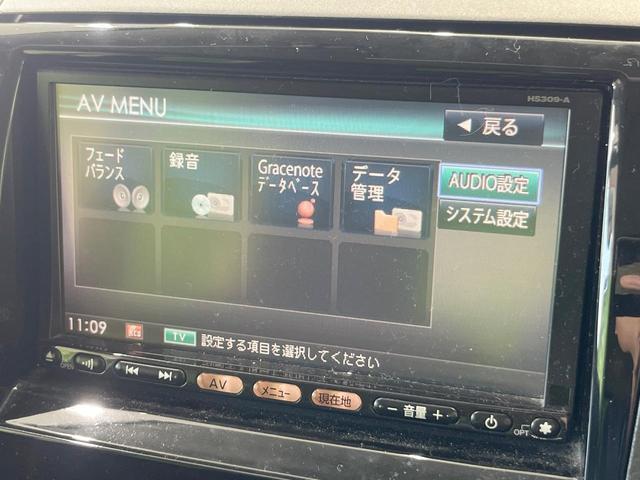 HS309-A
AV MENU
戻る
フェード
バランス
録音
Gracenote
データベース
データ
管理
AUDIO設定
システム設定
11:09
TV
設定する項目を選択してください
OPEN
AV
メニュー
現在地
− 音量 +
OPT